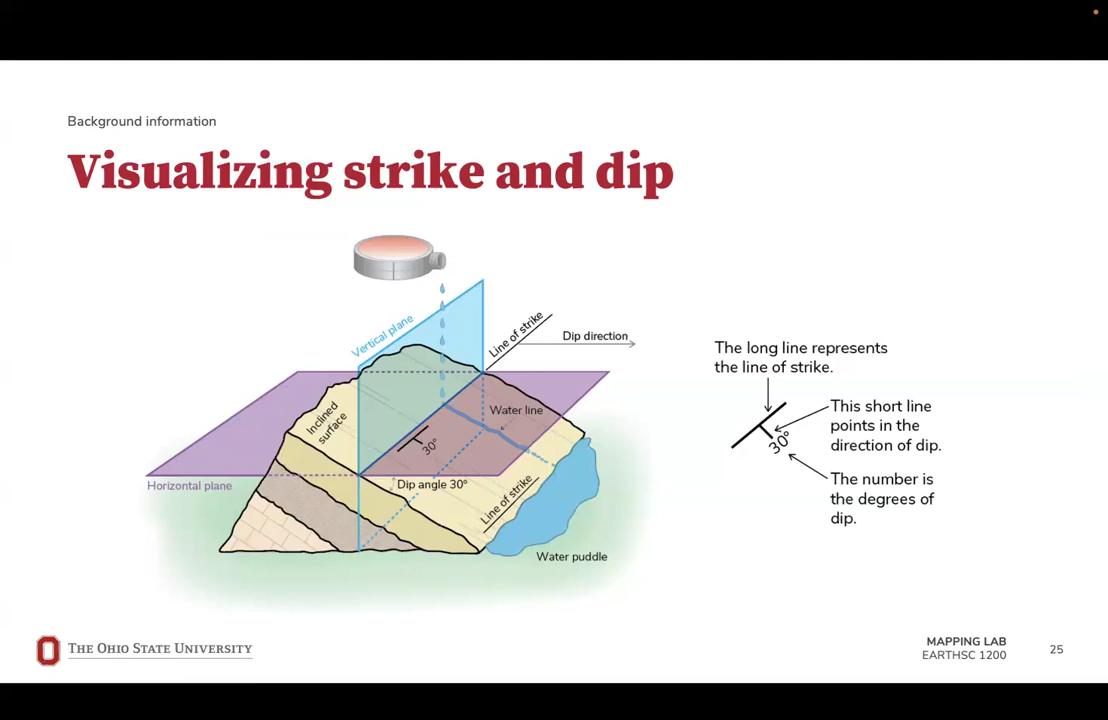 Background information
Visualizing strike and dip
Vertical plane
Line of strike
Dip direction
Inclined
surface
Water line
30°
Horizontal plane
Dip angle 30°
Line of strike
Water puddle
The long line represents
the line of strike.
This short line
points in the
direction of dip.
30°
The number is
the degrees of
dip.
THE OHIO STATE UNIVERSITY
MAPPING LAB
EARTHSC 1200
25